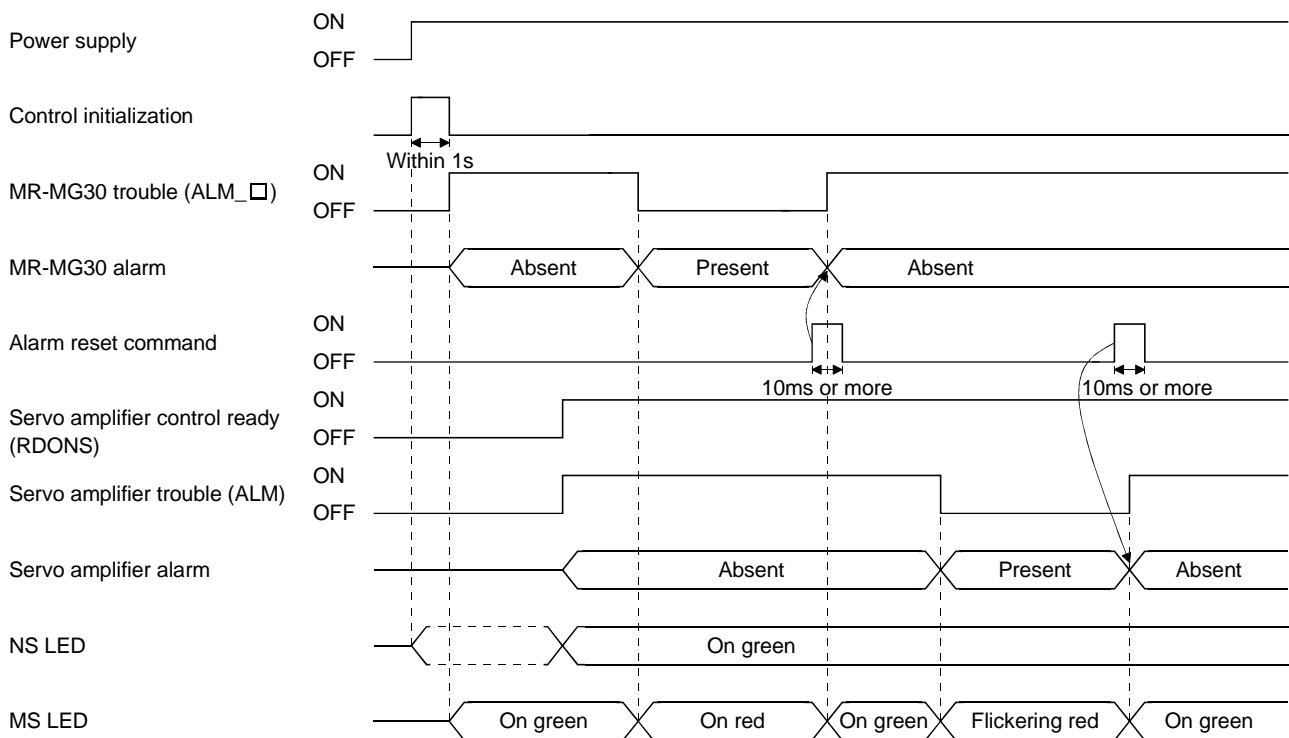 ON
Power supply
OFF
Control initialization
Within 1s
ON
MR-MG30 trouble (ALM_□)
OFF
MR-MG30 alarm Absent Present Absent
ON
Alarm reset command
OFF
10ms or more 10ms or more
ON
Servo amplifier control ready
(RDONS)
OFF
ON
Servo amplifier trouble (ALM)
OFF
Servo amplifier alarm Absent Present Absent
NS LED On green
MS LED On green On red On green Flickering red On green